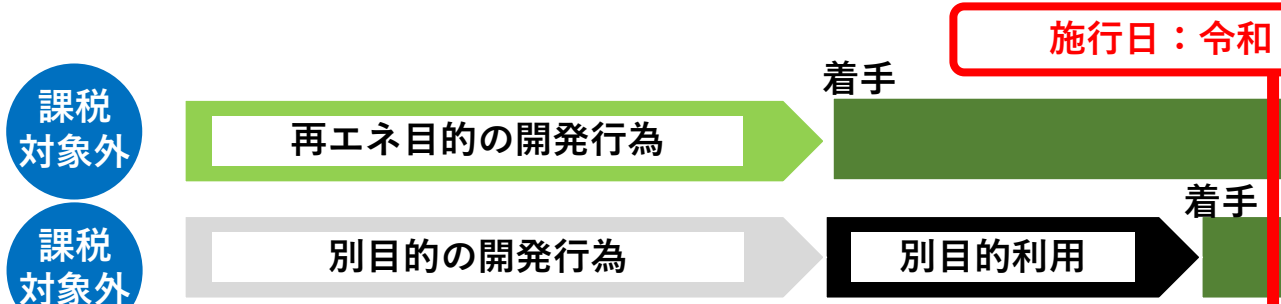 施行日：令和
着手
課税
対象外
再エネ目的の開発行為
着手
課税
対象外
別目的の開発行為
別目的利用